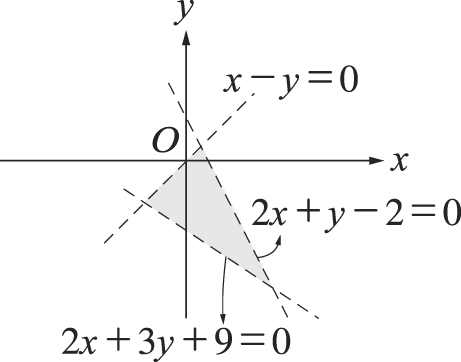 y
x − y = 0
O
x
2x + y − 2 = 0
2x + 3y + 9 = 0